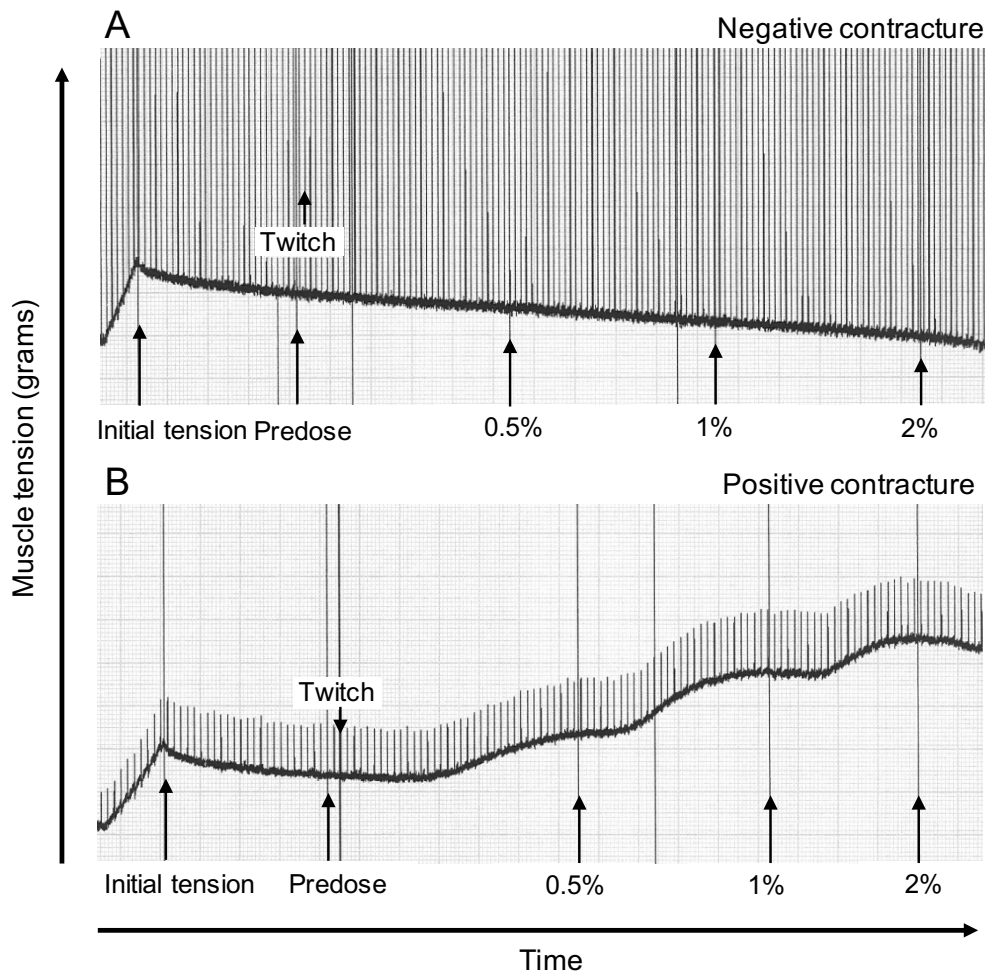 A
Negative contracture
Twitch
Initial tension Predose 0.5% 1% 2%
B
Positive contracture
Twitch
Initial tension Predose 0.5% 1% 2%
Muscle tension (grams)
Time